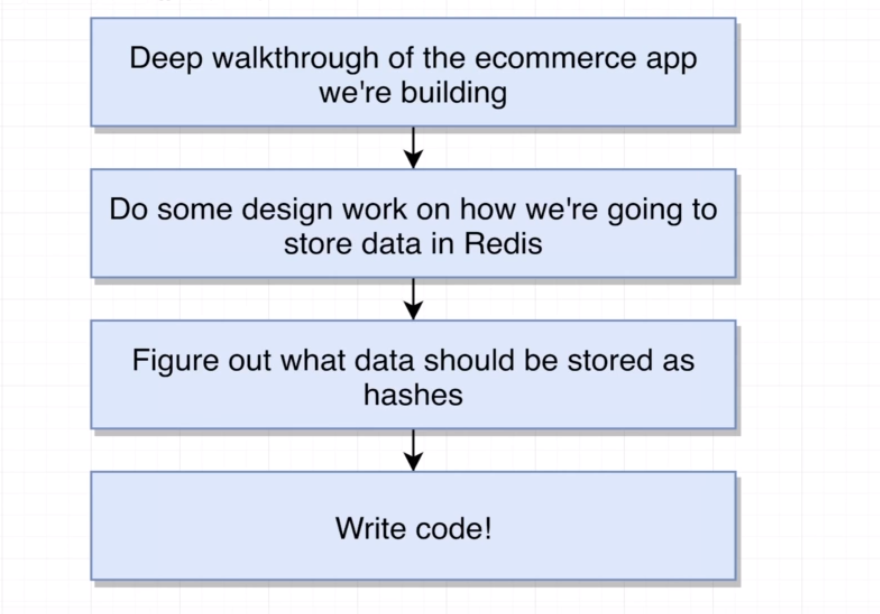 Deep walkthrough of the ecommerce app
we're building
Do some design work on how we're going to
store data in Redis
Figure out what data should be stored as
hashes
Write code!